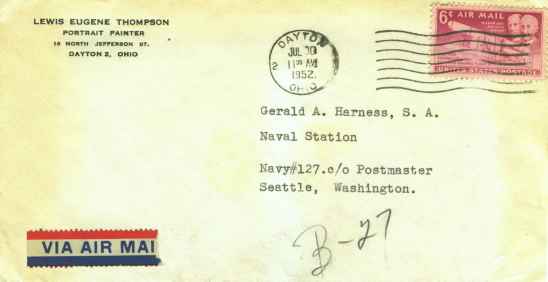 LEWIS EUGENE THOMPSON
PORTRAIT PAINTER
16 NORTH JEFFERSON ST.
DAYTON 2, OHIO
DAYTON
2
JUL 30
11 30 AM
1952
OHIO
6¢ AIR MAIL
UNITED STATES POSTAGE
Gerald A. Harness, S. A.
Naval Station
Navy#127.c/o Postmaster
Seattle, Washington.
VIA AIR MAI
B-27